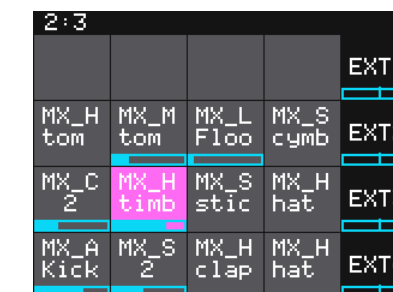 2:3
EXT
MX_H MX_M MX_L MX_S
tom tom Floo cymb EXT
MX_C MX_H MX_S MX_H
2 timb stic hat EXT
MX_A MX_S MX_H MX_H
Kick 2 clap hat EXT